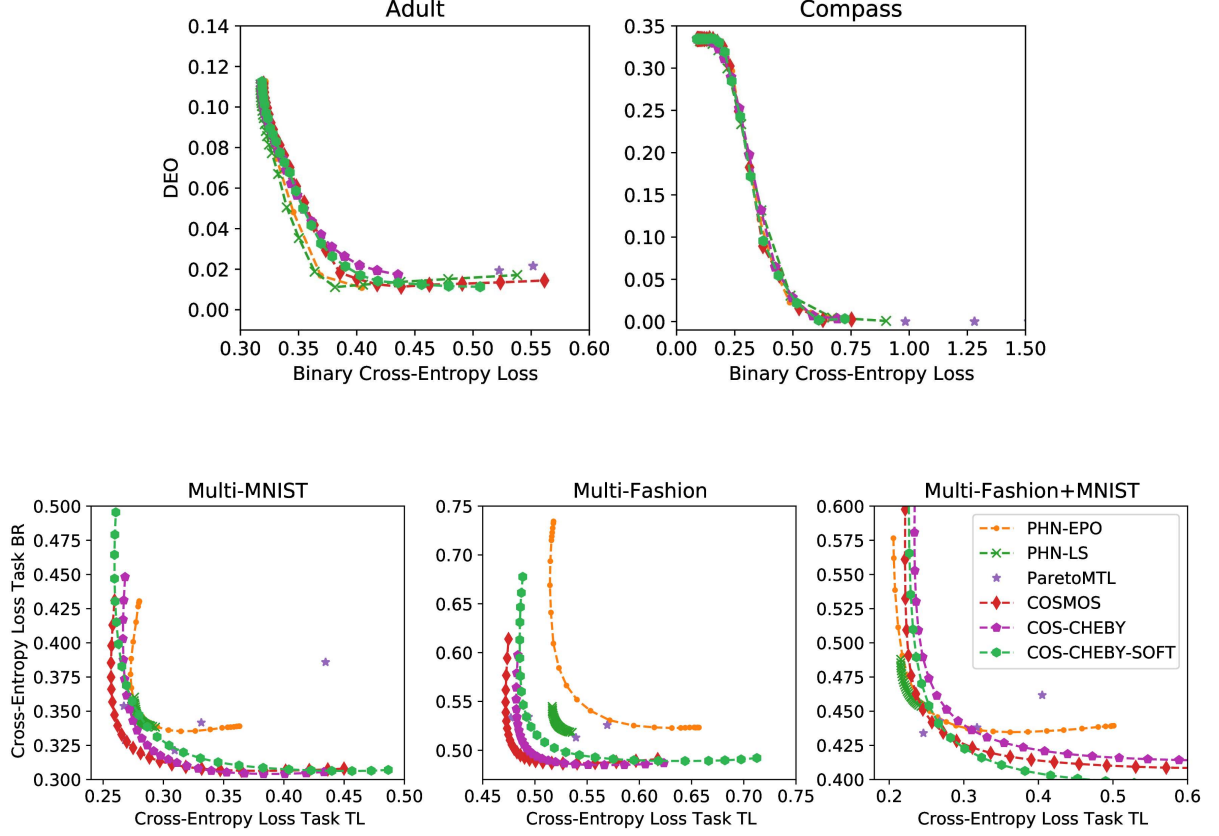 Adult
Compass
0.14
0.12
0.10
0.08
0.06
0.04
0.02
0.00
DEO
0.30 0.35 0.40 0.45 0.50 0.55 0.60
Binary Cross-Entropy Loss
0.35
0.30
0.25
0.20
0.15
0.10
0.05
0.00
0.00 0.25 0.50 0.75 1.00 1.25 1.50
Binary Cross-Entropy Loss
Multi-MNIST
0.500
0.475
0.450
0.425
0.400
0.375
0.350
0.325
0.300
Cross-Entropy Loss Task BR
0.25 0.30 0.35 0.40 0.45 0.50
Cross-Entropy Loss Task TL
Multi-Fashion
0.75
0.70
0.65
0.60
0.55
0.50
0.45 0.50 0.55 0.60 0.65 0.70 0.75
Cross-Entropy Loss Task TL
Multi-Fashion+MNIST
0.600
0.575
0.550
0.525
0.500
0.475
0.450
0.425
0.400
0.2 0.3 0.4 0.5 0.6
Cross-Entropy Loss Task TL
PHN-EPO
PHN-LS
ParetoMTL
COSMOS
COS-CHEBY
COS-CHEBY-SOFT